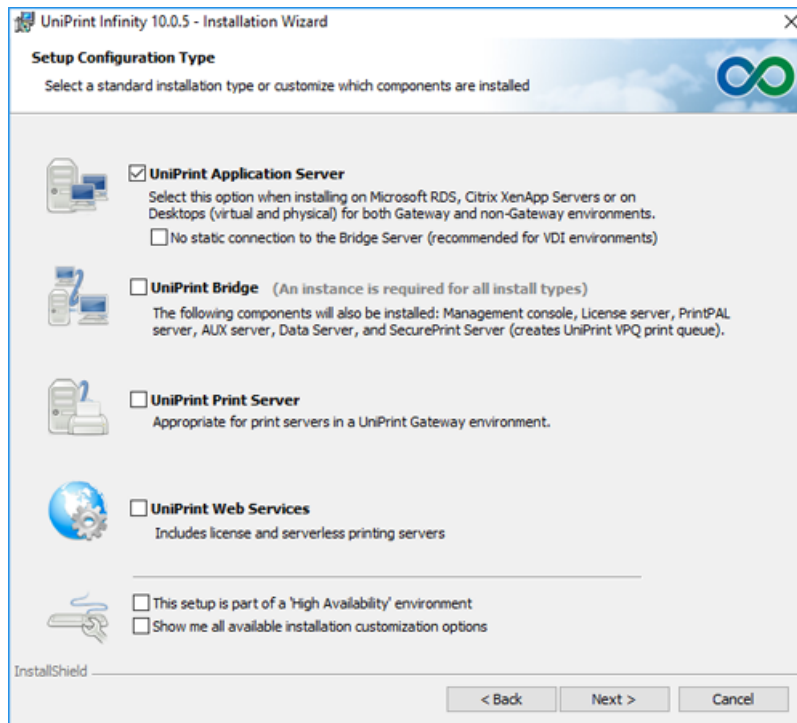 UniPrint Infinity 10.0.5 - Installation Wizard
Setup Configuration Type
Select a standard installation type or customize which components are installed
UniPrint Application Server
Select this option when installing on Microsoft RDS, Citrix XenApp Servers or on
Desktops (virtual and physical) for both Gateway and non-Gateway environments.
No static connection to the Bridge Server (recommended for VDI environments)
UniPrint Bridge (An instance is required for all install types)
The following components will also be installed: Management console, License server, PrintPAL
server, AUX server, Data Server, and SecurePrint Server (creates UniPrint VPQ print queue).
UniPrint Print Server
Appropriate for print servers in a UniPrint Gateway environment.
UniPrint Web Services
Includes license and serverless printing servers
This setup is part of a 'High Availability' environment
Show me all available installation customization options
InstallShield
< Back Next > Cancel